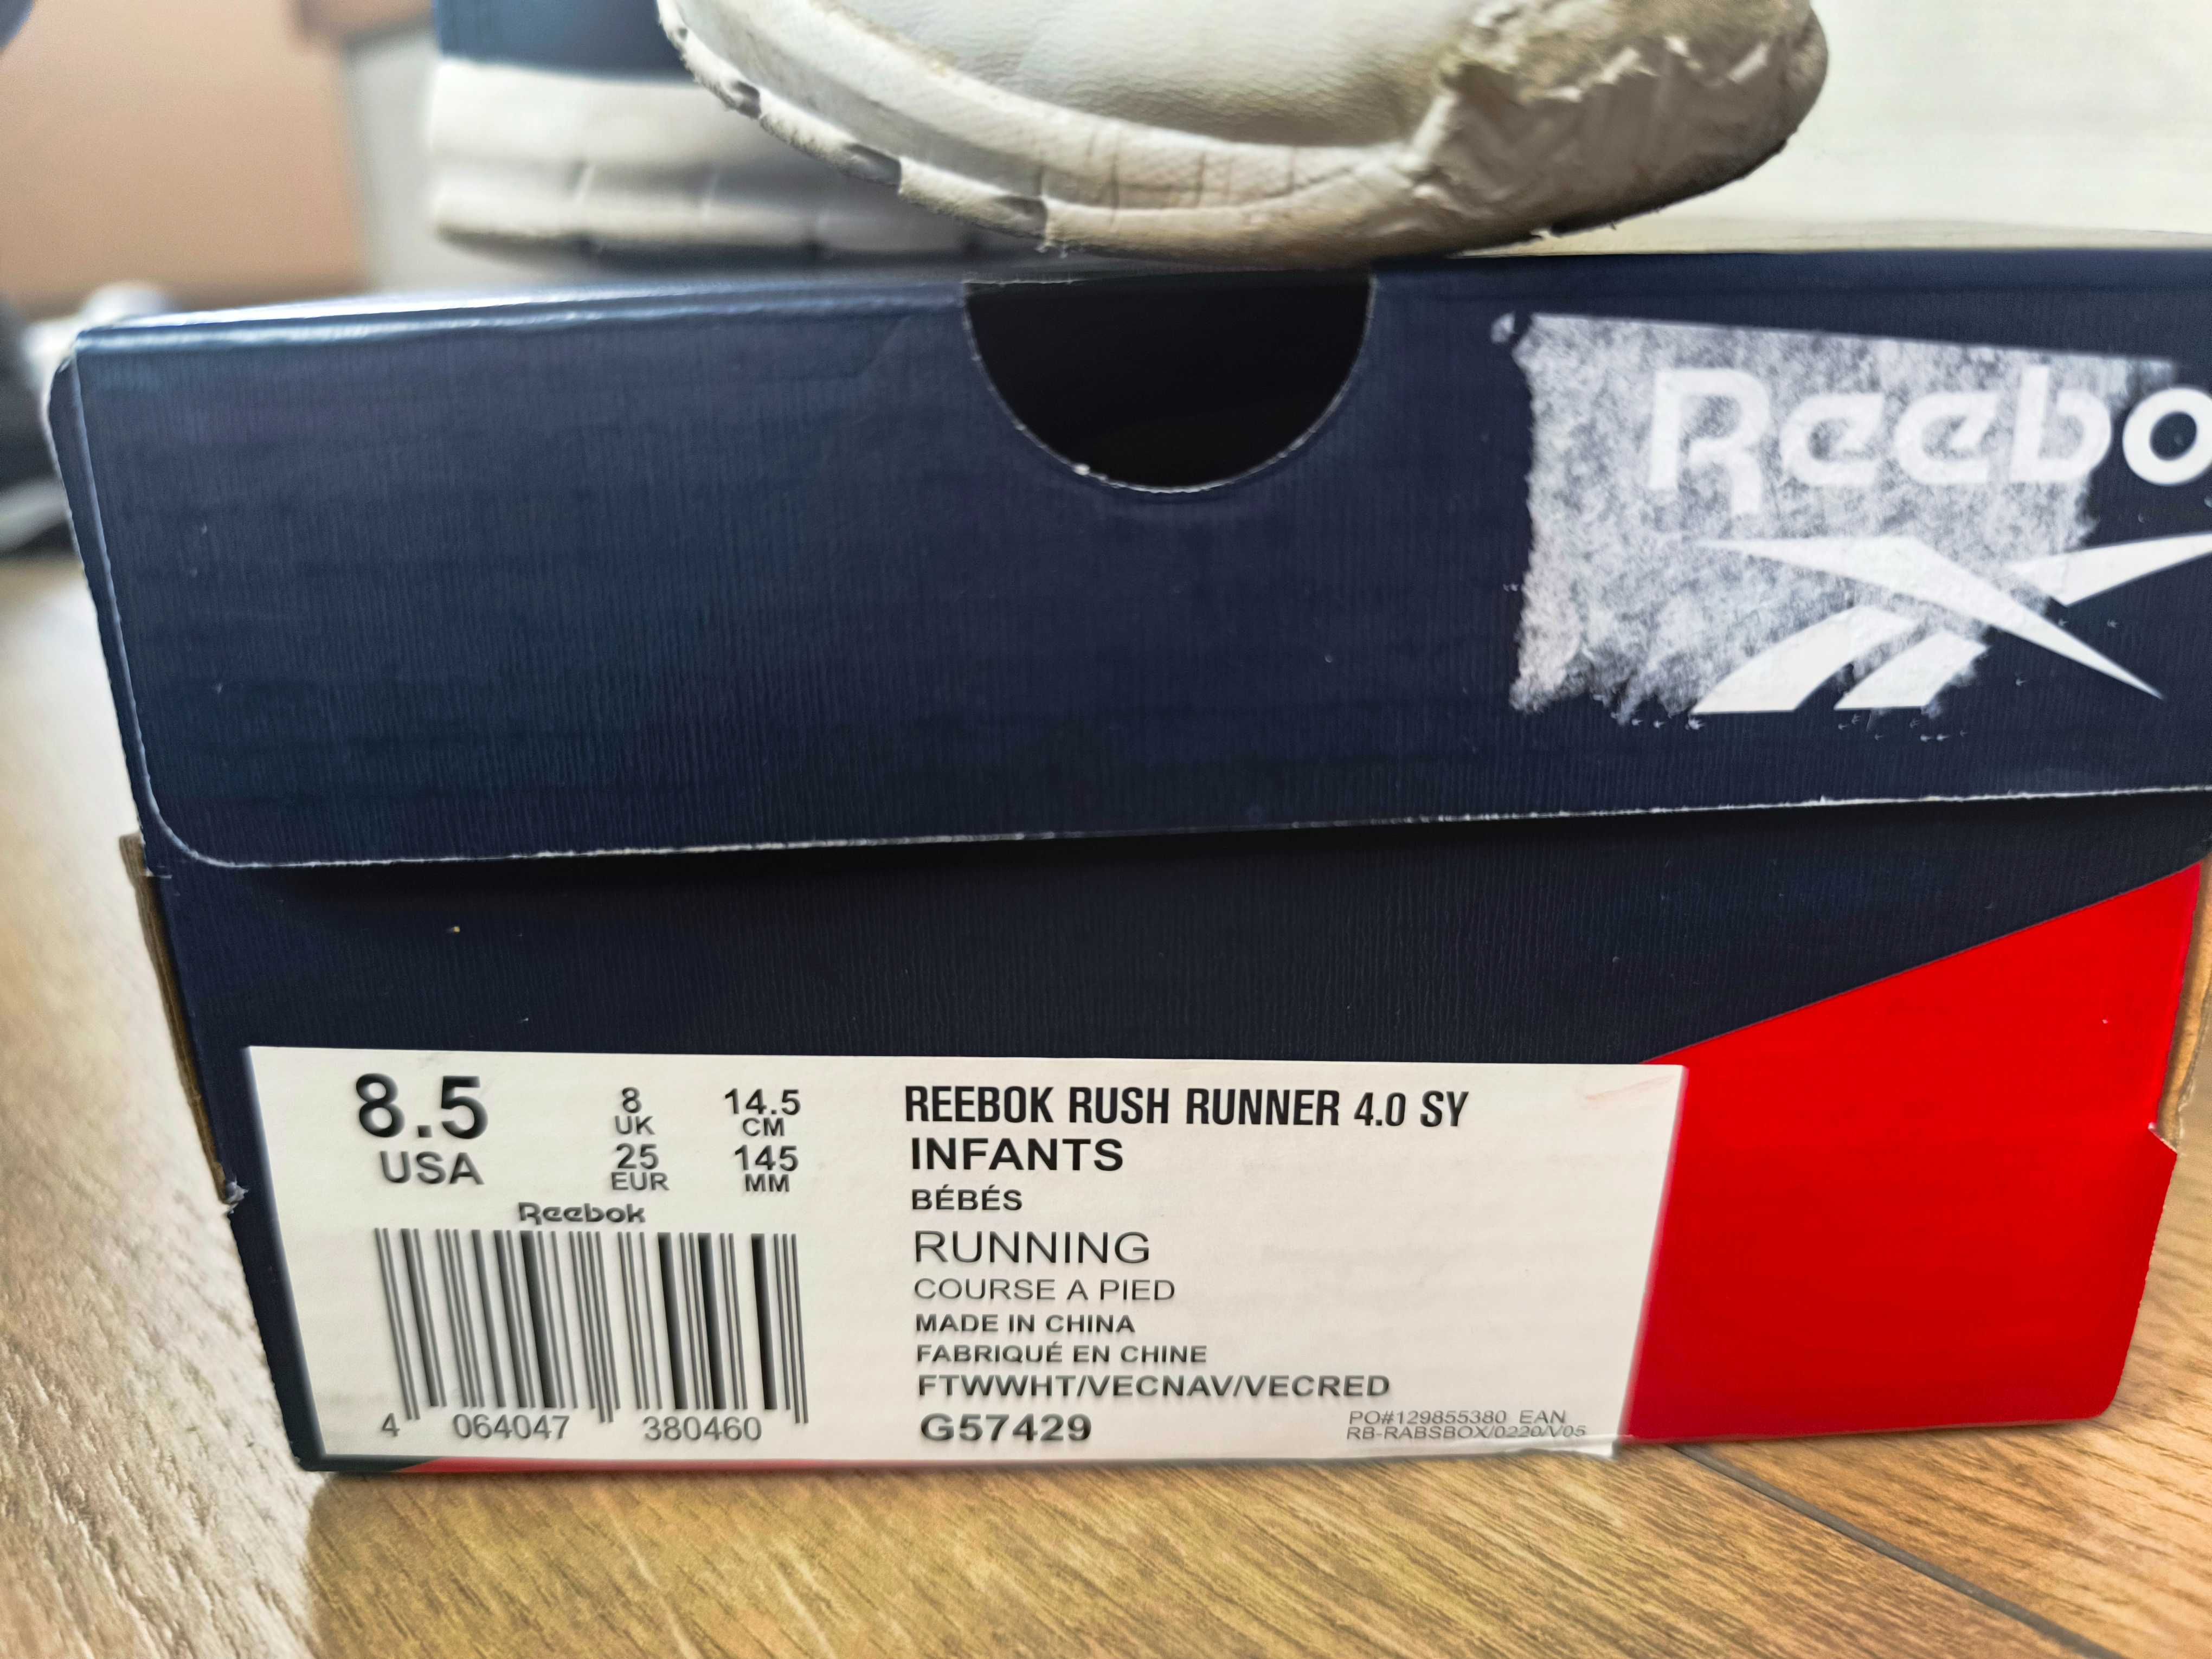 Reebo
8.5
USA
8
UK
25
EUR
14.5
CM
145
MM
Reebok
4 064047 380460
REEBOK RUSH RUNNER 4.0 SY
INFANTS
BÉBÉS
RUNNING
COURSE A PIED
MADE IN CHINA
FABRIQUÉ EN CHINE
FTWWHT/VECNAV/VECRED
G57429
PO#129855380 EAN
RB-RABSBOX/0220/V05